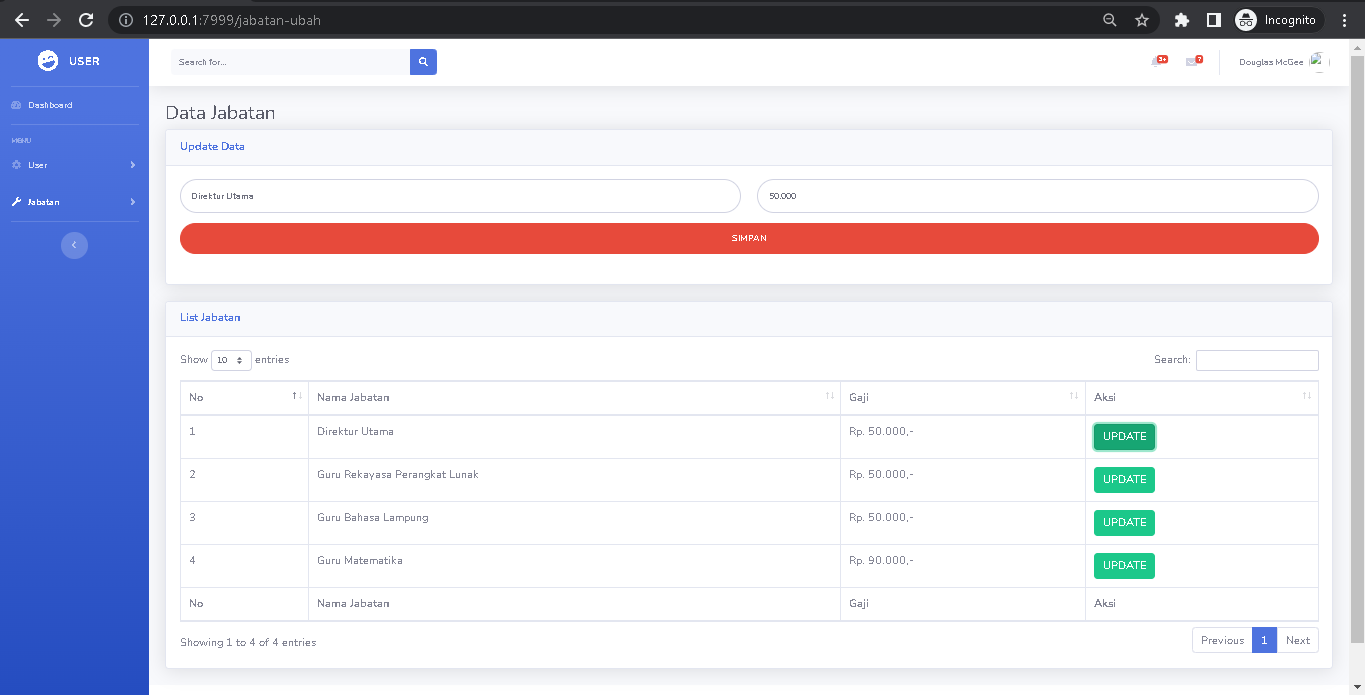 127.0.0.1:7999/jabatan-ubah
Incognito
USER
Search for...
3+
7
Douglas McGee
Dashboard
MENU
User
Jabatan
Data Jabatan
Update Data
Direktur Utama
50.000
SIMPAN
List Jabatan
Show 10 entries
Search:
No Nama Jabatan Gaji Aksi
1 Direktur Utama Rp. 50.000,- UPDATE
2 Guru Rekayasa Perangkat Lunak Rp. 50.000,- UPDATE
3 Guru Bahasa Lampung Rp. 50.000,- UPDATE
4 Guru Matematika Rp. 90.000,- UPDATE
No Nama Jabatan Gaji Aksi
Showing 1 to 4 of 4 entries
Previous 1 Next